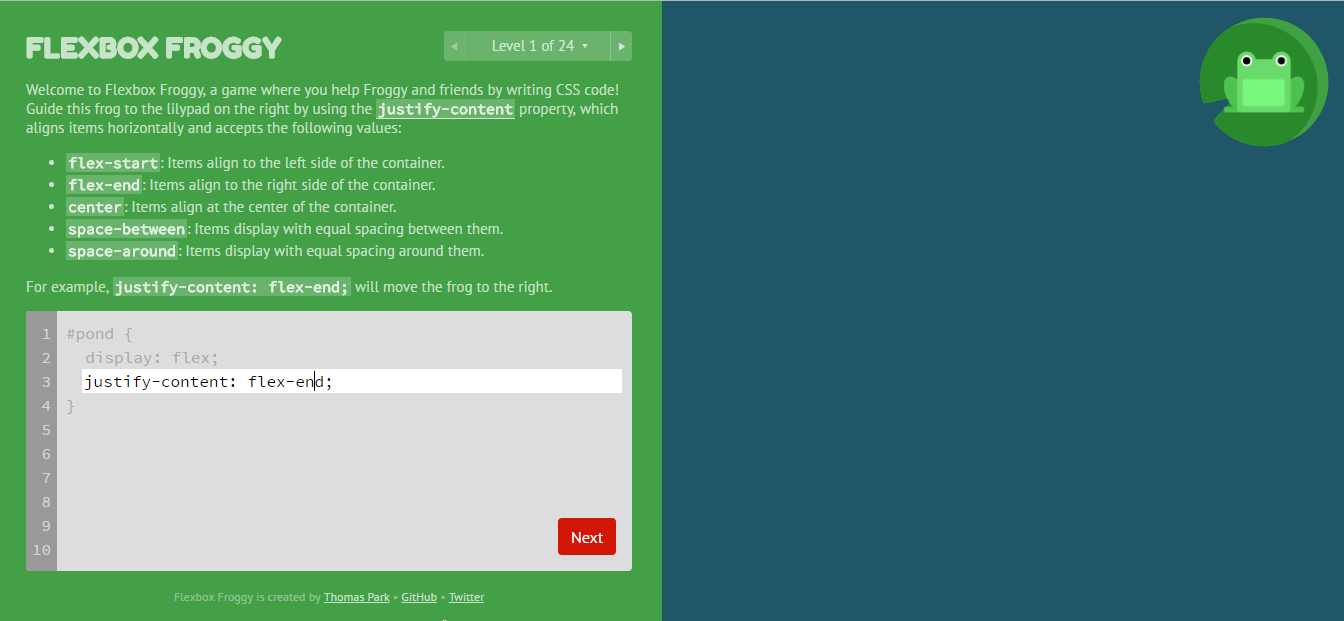 FLEXBOX FROGGY
◀ Level 1 of 24 ▾ ▶
Welcome to Flexbox Froggy, a game where you help Froggy and friends by writing CSS code!
Guide this frog to the lilypad on the right by using the justify-content property, which
aligns items horizontally and accepts the following values:
• flex-start: Items align to the left side of the container.
• flex-end: Items align to the right side of the container.
• center: Items align at the center of the container.
• space-between: Items display with equal spacing between them.
• space-around: Items display with equal spacing around them.
For example, justify-content: flex-end; will move the frog to the right.
1 #pond {
2 display: flex;
3 justify-content: flex-end;
4 }
5
6
7
8
9
10
Next
Flexbox Froggy is created by Thomas Park • GitHub • Twitter